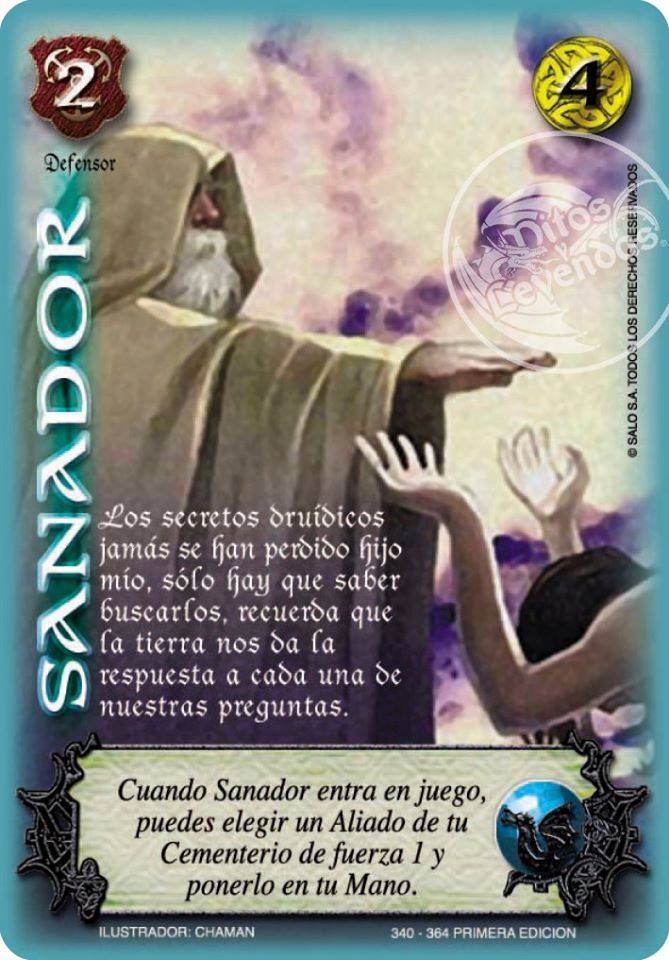 2
4
Defensor
Mitos
y
Leyendas
SANADOR
© SALO S.A. TODOS LOS DERECHOS RESERVADOS
Los secretos druídicos
jamás se han perdido hijo
mío, sólo hay que saber
buscarlos, recuerda que
la tierra nos da la
respuesta a cada una de
nuestras preguntas.
Cuando Sanador entra en juego,
puedes elegir un Aliado de tu
Cementerio de fuerza 1 y
ponerlo en tu Mano.
ILUSTRADOR: CHAMAN
340 - 364 PRIMERA EDICION